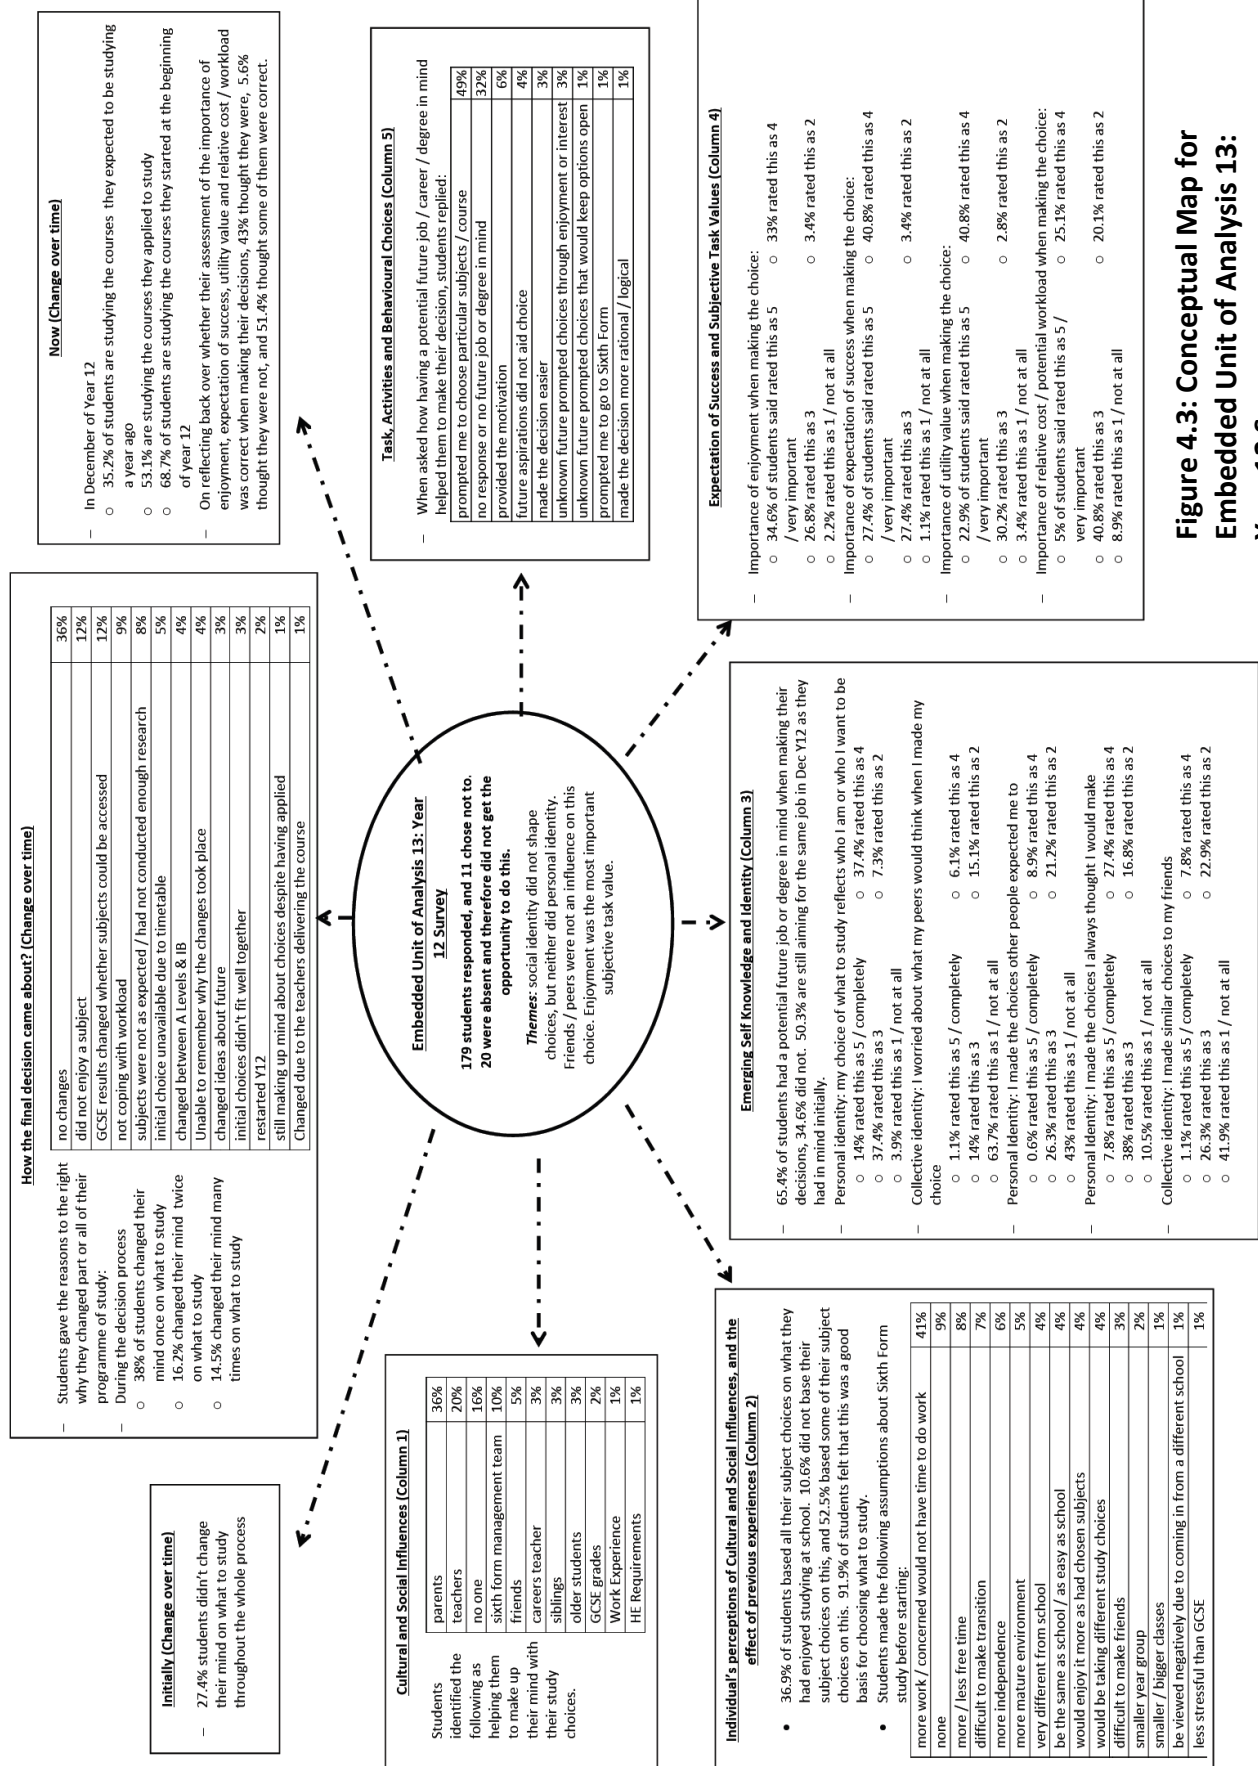 Initially (Change over time)
– 27.4% students didn't change
their mind on what to study
throughout the whole process
How the final decision came about? (Change over time)
– Students gave the reasons to the right
why they changed part or all of their
programme of study:
– During the decision process
○ 38% of students changed their
mind once on what to study
○ 16.2% changed their mind twice
on what to study
○ 14.5% changed their mind many
times on what to study
no changes 36%
did not enjoy a subject 12%
GCSE results changed whether subjects could be accessed 12%
not coping with workload 9%
subjects were not as expected / had not conducted enough research 8%
initial choice unavailable due to timetable 5%
changed between A Levels & IB 4%
Unable to remember why the changes took place 4%
changed ideas about future 3%
initial choices didn't fit well together 3%
restarted Y12 2%
still making up mind about choices despite having applied 1%
Changed due to the teachers delivering the course 1%
Now (Change over time)
– In December of Year 12
○ 35.2% of students are studying the courses they expected to be studying
a year ago
○ 53.1% are studying the courses they applied to study
○ 68.7% of students are studying the courses they started at the beginning
of year 12
– On reflecting back over whether their assessment of the importance of
enjoyment, expectation of success, utility value and relative cost / workload
was correct when making their decisions, 43% thought they were, 5.6%
thought they were not, and 51.4% thought some of them were correct.
Cultural and Social Influences (Column 1)
Students
identified the
following as
helping them
to make up
their mind with
their study
choices.
parents 36%
teachers 20%
no one 16%
sixth form management team 10%
friends 5%
careers teacher 3%
siblings 3%
older students 3%
GCSE grades 2%
Work Experience 1%
HE Requirements 1%
Embedded Unit of Analysis 13: Year
12 Survey
179 students responded, and 11 chose not to.
20 were absent and therefore did not get the
opportunity to do this.
Themes: social identity did not shape
choices, but neither did personal identity.
Friends / peers were not an influence on this
choice. Enjoyment was the most important
subjective task value.
Task, Activities and Behavioural Choices (Column 5)
– When asked how having a potential future job / career / degree in mind
helped them to make their decision, students replied:
prompted me to choose particular subjects / course 49%
no response or no future job or degree in mind 32%
provided the motivation 6%
future aspirations did not aid choice 4%
made the decision easier 3%
unknown future prompted choices through enjoyment or interest 3%
unknown future prompted choices that would keep options open 1%
prompted me to go to Sixth Form 1%
made the decision more rational / logical 1%
Individual's perceptions of Cultural and Social Influences, and the
effect of previous experiences (Column 2)
• 36.9% of students based all their subject choices on what they
had enjoyed studying at school. 10.6% did not base their
subject choices on this, and 52.5% based some of their subject
choices on this. 91.9% of students felt that this was a good
basis for choosing what to study.
• Students made the following assumptions about Sixth Form
study before starting:
more work / concerned would not have time to do work 41%
none 9%
more / less free time 8%
difficult to make transition 7%
more independence 6%
more mature environment 5%
very different from school 4%
be the same as school / as easy as school 4%
would enjoy it more as had chosen subjects 4%
would be taking different study choices 4%
difficult to make friends 3%
smaller year group 2%
smaller / bigger classes 1%
be viewed negatively due to coming in from a different school 1%
less stressful than GCSE 1%
Emerging Self Knowledge and Identity (Column 3)
– 65.4% of students had a potential future job or degree in mind when making their
decisions, 34.6% did not. 50.3% are still aiming for the same job in Dec Y12 as they
had in mind initially.
– Personal identity: my choice of what to study reflects who I am or who I want to be
○ 14% rated this as 5 / completely ○ 37.4% rated this as 4
○ 37.4% rated this as 3 ○ 7.3% rated this as 2
○ 3.9% rated this as 1 / not at all
– Collective identity: I worried about what my peers would think when I made my
choice
○ 1.1% rated this as 5 / completely ○ 6.1% rated this as 4
○ 14% rated this as 3 ○ 15.1% rated this as 2
○ 63.7% rated this as 1 / not at all
– Personal Identity: I made the choices other people expected me to
○ 0.6% rated this as 5 / completely ○ 8.9% rated this as 4
○ 26.3% rated this as 3 ○ 21.2% rated this as 2
○ 43% rated this as 1 / not at all
– Personal Identity: I made the choices I always thought I would make
○ 7.8% rated this as 5 / completely ○ 27.4% rated this as 4
○ 38% rated this as 3 ○ 16.8% rated this as 2
○ 10.5% rated this as 1 / not at all
– Collective identity: I made similar choices to my friends
○ 1.1% rated this as 5 / completely ○ 7.8% rated this as 4
○ 26.3% rated this as 3 ○ 22.9% rated this as 2
○ 41.9% rated this as 1 / not at all
Expectation of Success and Subjective Task Values (Column 4)
– Importance of enjoyment when making the choice:
○ 34.6% of students said rated this as 5 ○ 33% rated this as 4
/ very important
○ 26.8% rated this as 3 ○ 3.4% rated this as 2
○ 2.2% rated this as 1 / not at all
– Importance of expectation of success when making the choice:
○ 27.4% of students said rated this as 5 ○ 40.8% rated this as 4
/ very important
○ 27.4% rated this as 3 ○ 3.4% rated this as 2
○ 1.1% rated this as 1 / not at all
– Importance of utility value when making the choice:
○ 22.9% of students said rated this as 5 ○ 40.8% rated this as 4
/ very important
○ 30.2% rated this as 3 ○ 2.8% rated this as 2
○ 3.4% rated this as 1 / not at all
– Importance of relative cost / potential workload when making the choice:
○ 5% of students said rated this as 5 / ○ 25.1% rated this as 4
very important
○ 40.8% rated this as 3 ○ 20.1% rated this as 2
○ 8.9% rated this as 1 / not at all
Figure 4.3: Conceptual Map for
Embedded Unit of Analysis 13: